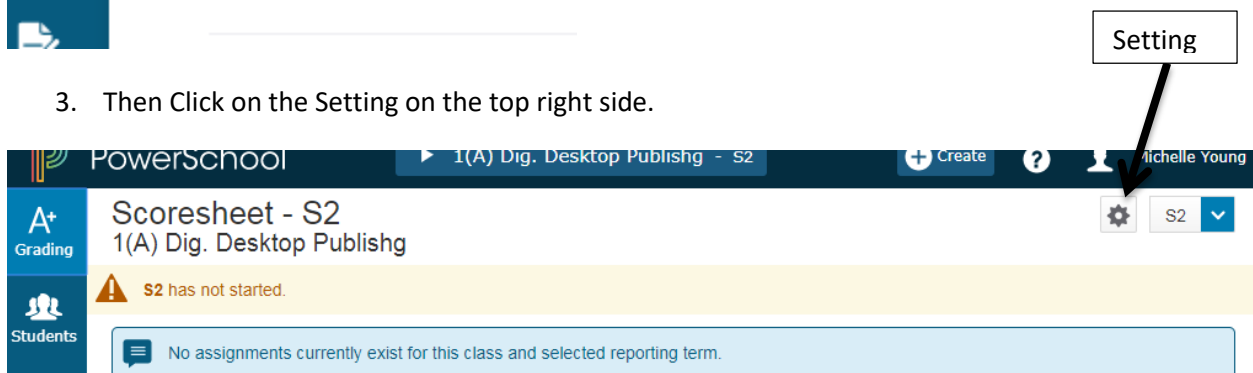 Setting
3. Then Click on the Setting on the top right side.
PowerSchool 1(A) Dig. Desktop Publishg - S2 Create ? Michelle Young
A+ Scoresheet - S2 S2
Grading 1(A) Dig. Desktop Publishg
S2 has not started.
Students
No assignments currently exist for this class and selected reporting term.